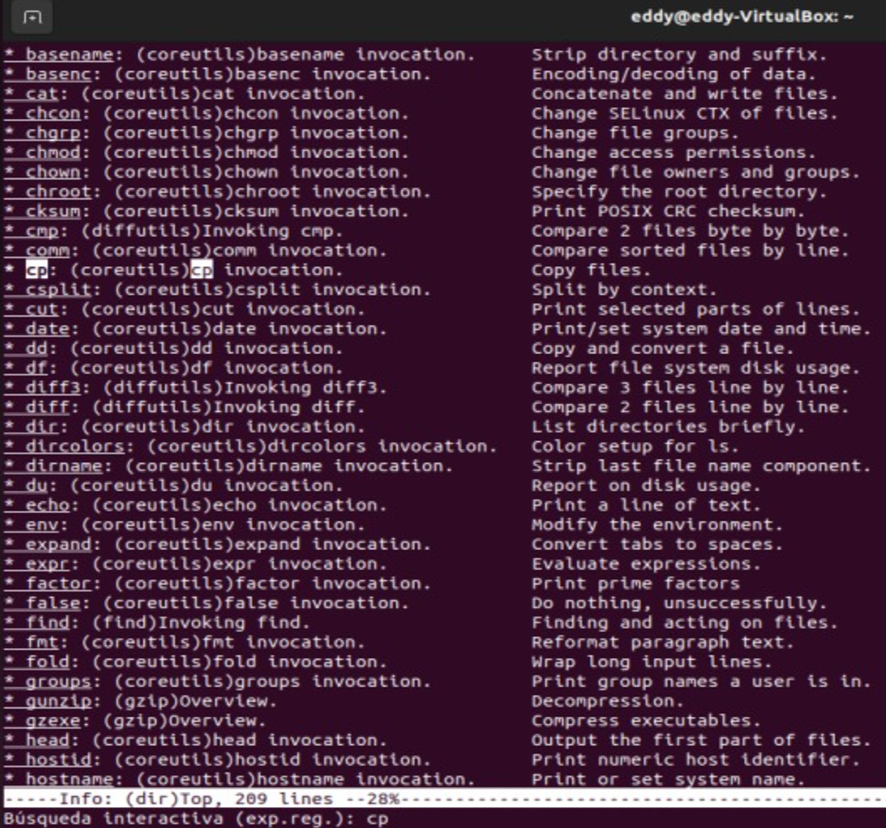 eddy@eddy-VirtualBox: ~
* basename: (coreutils)basename invocation. Strip directory and suffix.
* basenc: (coreutils)basenc invocation. Encoding/decoding of data.
* cat: (coreutils)cat invocation. Concatenate and write files.
* chcon: (coreutils)chcon invocation. Change SELinux CTX of files.
* chgrp: (coreutils)chgrp invocation. Change file groups.
* chmod: (coreutils)chmod invocation. Change access permissions.
* chown: (coreutils)chown invocation. Change file owners and groups.
* chroot: (coreutils)chroot invocation. Specify the root directory.
* cksum: (coreutils)cksum invocation. Print POSIX CRC checksum.
* cmp: (diffutils)Invoking cmp. Compare 2 files byte by byte.
* comm: (coreutils)comm invocation. Compare sorted files by line.
* cp: (coreutils)cp invocation. Copy files.
* csplit: (coreutils)csplit invocation. Split by context.
* cut: (coreutils)cut invocation. Print selected parts of lines.
* date: (coreutils)date invocation. Print/set system date and time.
* dd: (coreutils)dd invocation. Copy and convert a file.
* df: (coreutils)df invocation. Report file system disk usage.
* diff3: (diffutils)Invoking diff3. Compare 3 files line by line.
* diff: (diffutils)Invoking diff. Compare 2 files line by line.
* dir: (coreutils)dir invocation. List directories briefly.
* dircolors: (coreutils)dircolors invocation. Color setup for ls.
* dirname: (coreutils)dirname invocation. Strip last file name component.
* du: (coreutils)du invocation. Report on disk usage.
* echo: (coreutils)echo invocation. Print a line of text.
* env: (coreutils)env invocation. Modify the environment.
* expand: (coreutils)expand invocation. Convert tabs to spaces.
* expr: (coreutils)expr invocation. Evaluate expressions.
* factor: (coreutils)factor invocation. Print prime factors
* false: (coreutils)false invocation. Do nothing, unsuccessfully.
* find: (find)Invoking find. Finding and acting on files.
* fmt: (coreutils)fmt invocation. Reformat paragraph text.
* fold: (coreutils)fold invocation. Wrap long input lines.
* groups: (coreutils)groups invocation. Print group names a user is in.
* gunzip: (gzip)Overview. Decompression.
* gzexe: (gzip)Overview. Compress executables.
* head: (coreutils)head invocation. Output the first part of files.
* hostid: (coreutils)hostid invocation. Print numeric host identifier.
* hostname: (coreutils)hostname invocation. Print or set system name.
-----Info: (dir)Top, 209 lines --28%--------------------------------------------
Búsqueda interactiva (exp.reg.): cp